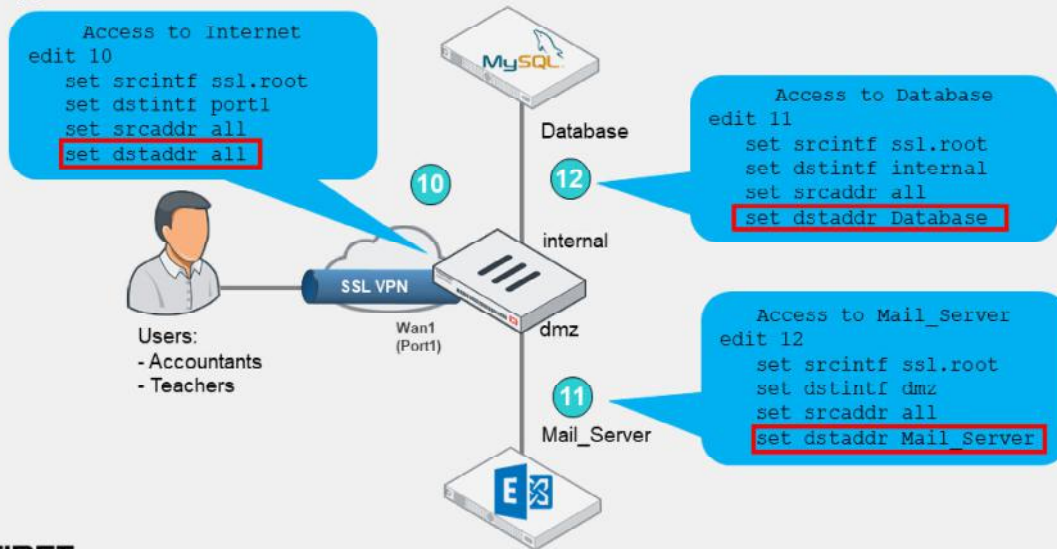 Access to Internet
edit 10
set srcintf ssl.root
set dstintf port1
set srcaddr all
set dstaddr all
MySQL
Database
10
12
Access to Database
edit 11
set srcintf ssl.root
set dstintf internal
set srcaddr all
set dstaddr Database
internal
SSL VPN
Wan1
(Port1)
dmz
Users:
- Accountants
- Teachers
11
Mail_Server
Access to Mail_Server
edit 12
set srcintf ssl.root
set dstintf dmz
set srcaddr all
set dstaddr Mail_Server
E